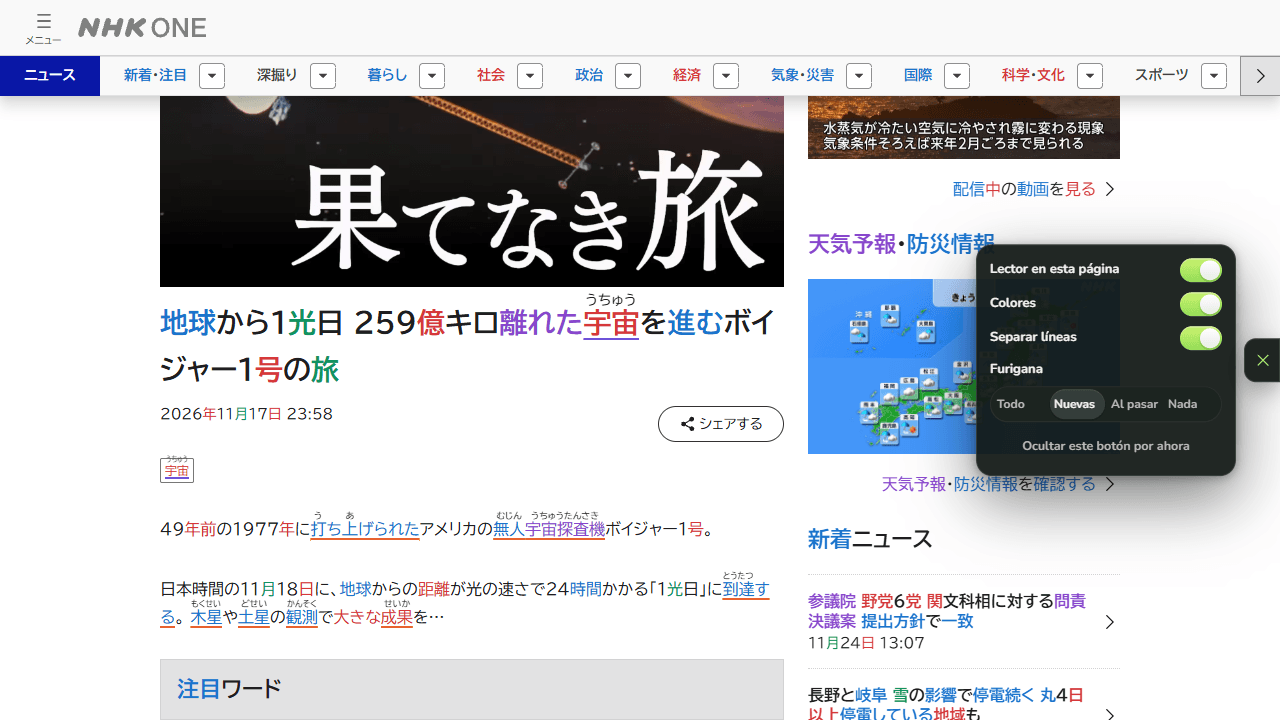 メニュー
NHK ONE
ニュース
新着・注目
深掘り
暮らし
社会
政治
経済
気象・災害
国際
科学・文化
スポーツ
果てなき旅
うちゅう
地球から1光日 259億キロ離れた宇宙を進むボイ
ジャー1号の旅
2026年11月17日 23:58
シェアする
うちゅう
宇宙
う あ むじん うちゅうたんさき
49年前の1977年に打ち上げられたアメリカの無人宇宙探査機ボイジャー1号。
とうたつ
日本時間の11月18日に、地球からの距離が光の速さで24時間かかる「1光日」に到達す
もくせい どせい かんそく せいか
る。木星や土星の観測で大きな成果を…
注目ワード
水蒸気が冷たい空気に冷やされ霧に変わる現象
気象条件そろえば来年2月ごろまで見られる
配信中の動画を見る
天気予報・防災情報
きょう
沖縄
天気予報・防災情報を確認する
新着ニュース
参議院 野党6党 関文科相に対する問責
決議案 提出方針で一致
11月24日 13:07
長野と岐阜 雪の影響で停電続く 丸4日
以上停電している地域も
Lector en esta página
Colores
Separar líneas
Furigana
Todo
Nuevas
Al pasar
Nada
Ocultar este botón por ahora